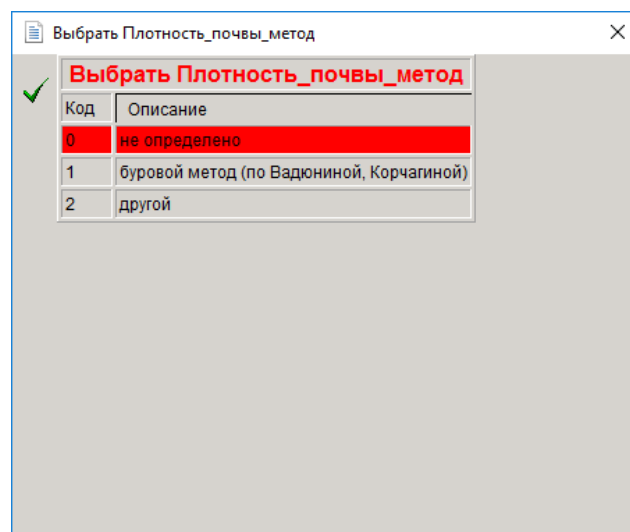 Выбрать Плотность_почвы_метод
Выбрать Плотность_почвы_метод
Код Описание
0 не определено
1 буровой метод (по Вадюниной, Корчагиной)
2 другой